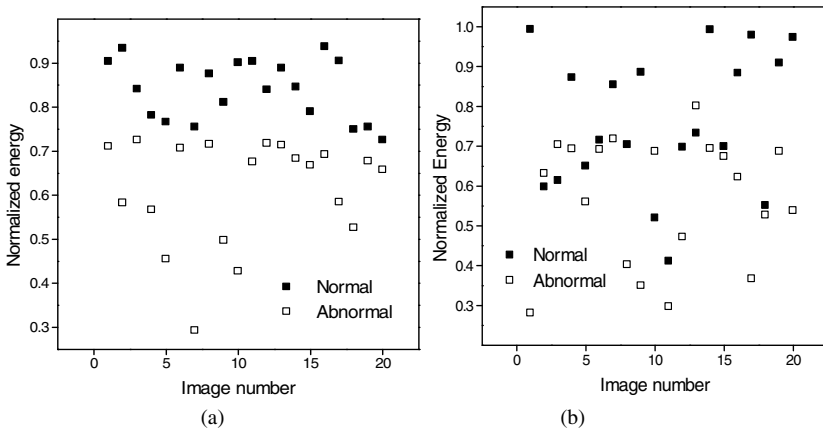 Normalized energy
0.9
0.8
0.7
0.6
0.5
0.4
0.3
Normal
Abnormal
0 5 10 15 20
Image number
(a)
Normalized Energy
1.0
0.9
0.8
0.7
0.6
0.5
0.4
0.3
Normal
Abnormal
0 5 10 15 20
Image number
(b)